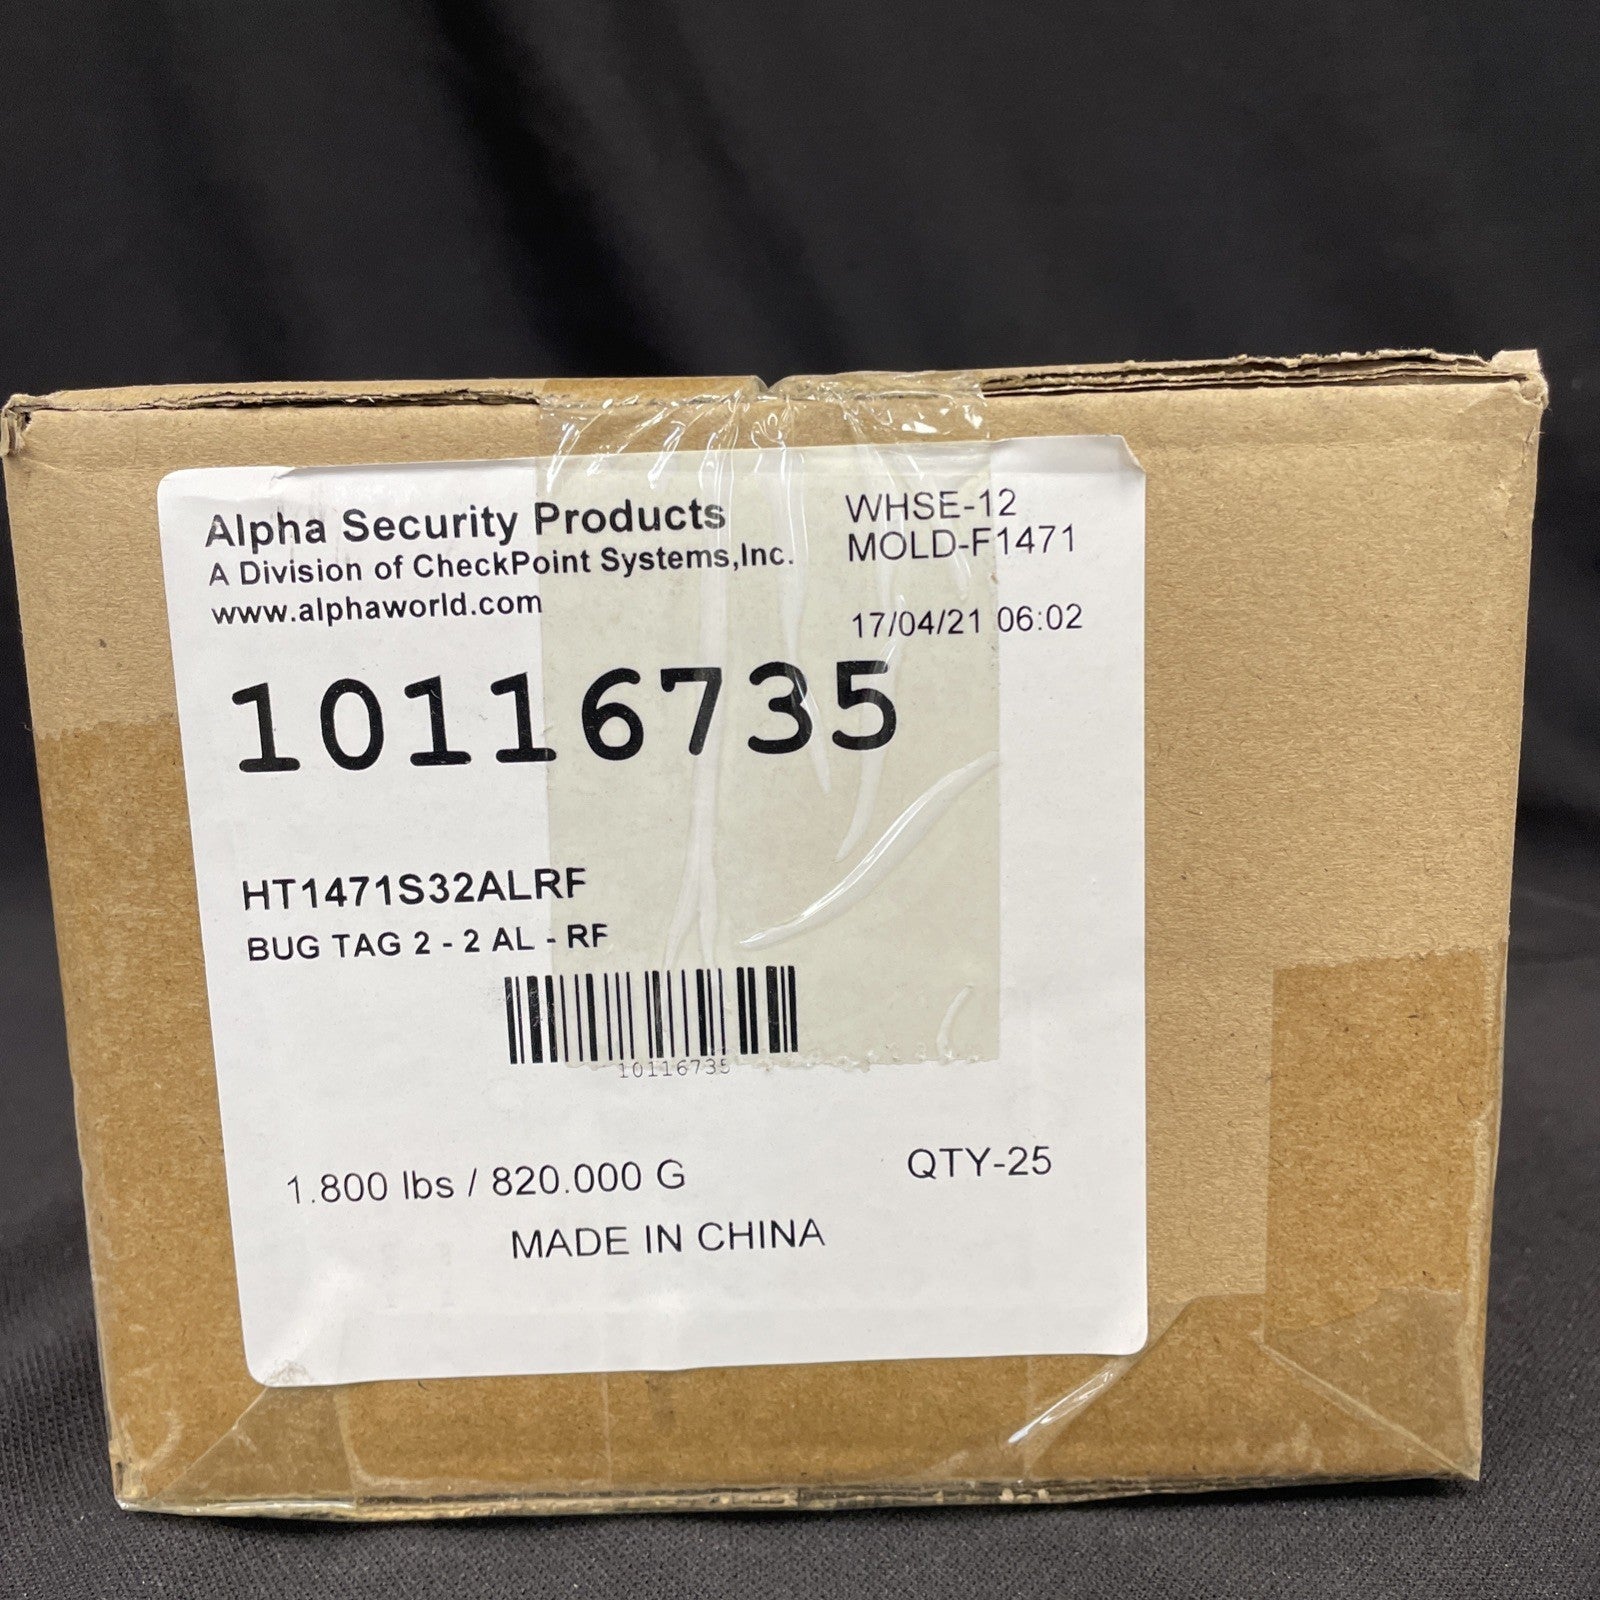 Alpha Security Products
A Division of CheckPoint Systems,Inc.
www.alphaworld.com
WHSE-12
MOLD-F1471
17/04/21 06:02
10116735
HT1471S32ALRF
BUG TAG 2 - 2 AL - RF
10116735
1.800 lbs / 820.000 G
QTY-25
MADE IN CHINA